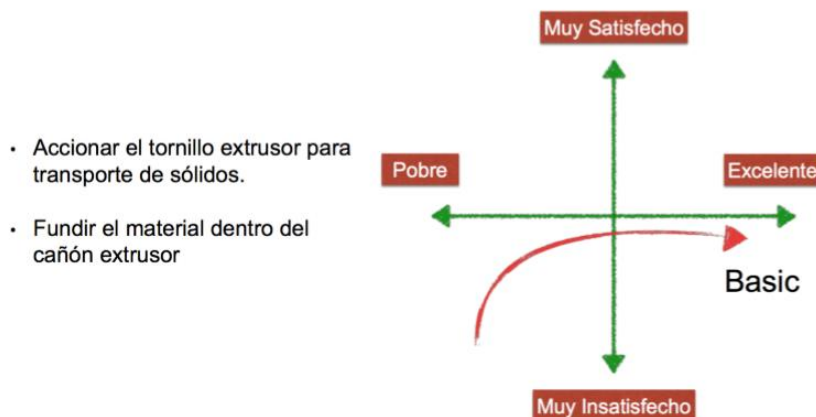 Muy Satisfecho
• Accionar el tornillo extrusor para
transporte de sólidos.
Pobre
Excelente
• Fundir el material dentro del
cañón extrusor
Basic
Muy Insatisfecho